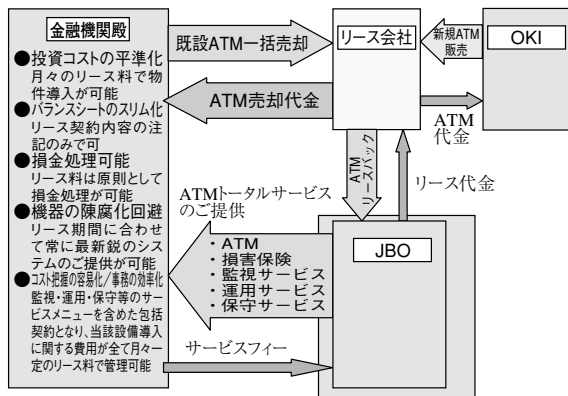 金融機関殿
●投資コストの平準化
月々のリース料で物
件導入が可能
●バランスシートのスリム化
リース契約内容の注
記のみで可
●損金処理可能
リース料は原則として
損金処理が可能
●機器の陳腐化回避
リース期間に合わせ
て常に最新鋭のシス
テムのご提供が可能
●コスト把握の容易化/事務の効率化
監視・運用・保守等のサー
ビスメニューを含めた包括
契約となり、当該設備導入
に関する費用が全て月々一
定のリース料で管理可能
既設ATM一括売却
リース会社
新規ATM
販売
OKI
ATM売却代金
ATM
代金
ATM
リースバック
リース代金
ATMトータルサービス
のご提供
・ATM
・損害保険
・監視サービス
・運用サービス
・保守サービス
JBO
サービスフィー